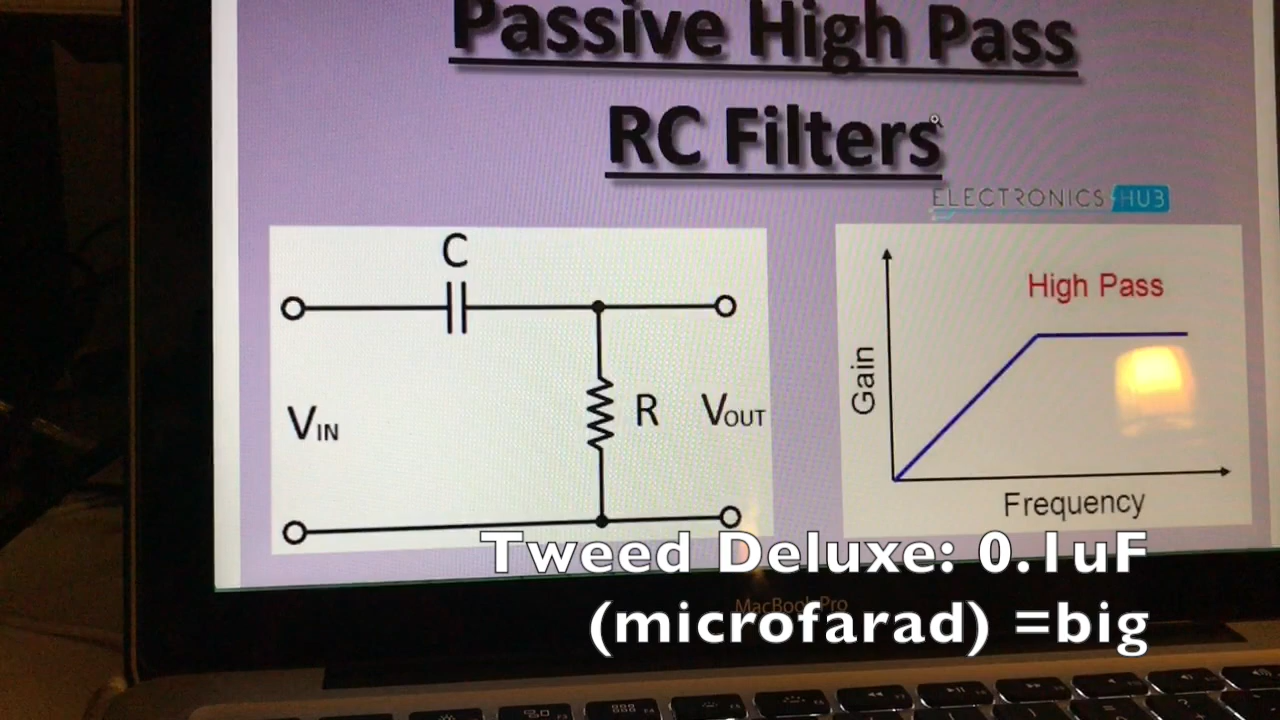 Passive High Pass
RC Filters
ELECTRONICS HUB
C
High Pass
Gain
VIN
R
VOUT
Frequency
Tweed Deluxe: 0.1uF
MacBook Pro
(microfarad) =big